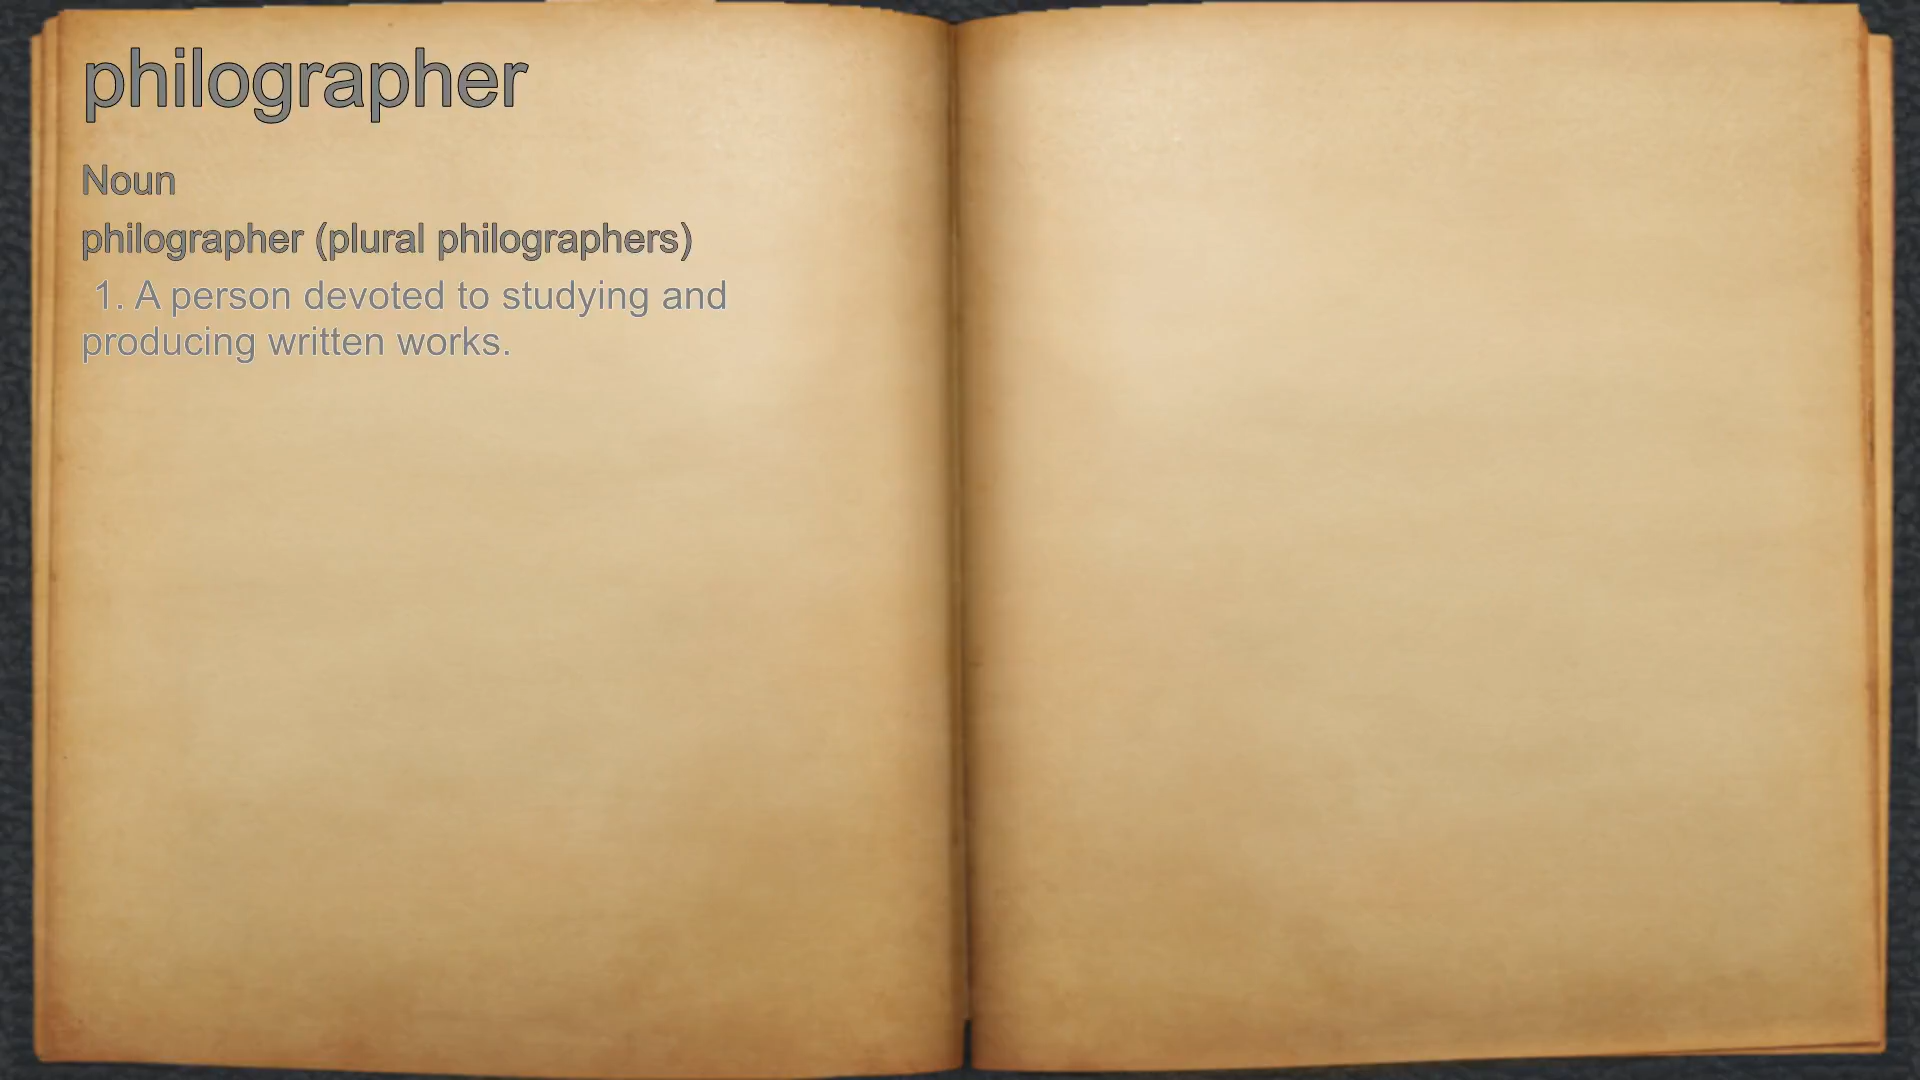 philographer
Noun
philographer (plural philographers)
1. A person devoted to studying and
producing written works.